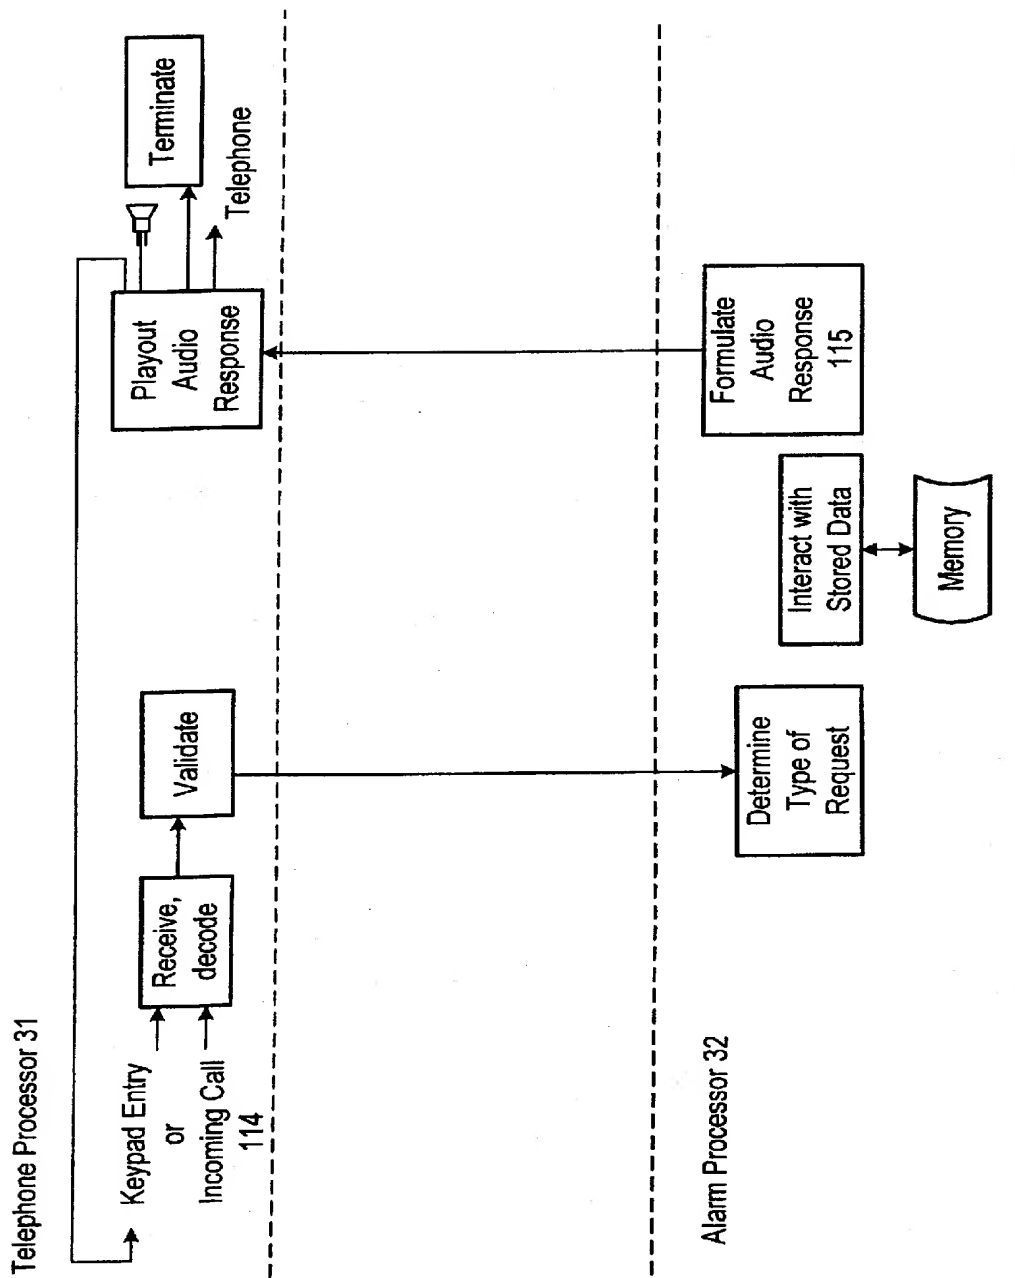 Telephone Processor 31
Keypad Entry
or
Incoming Call
114
Receive,
decode
Validate
Playout
Audio
Response
Terminate
Telephone
Alarm Processor 32
Determine
Type of
Request
Interact with
Stored Data
Memory
Formulate
Audio
Response
115